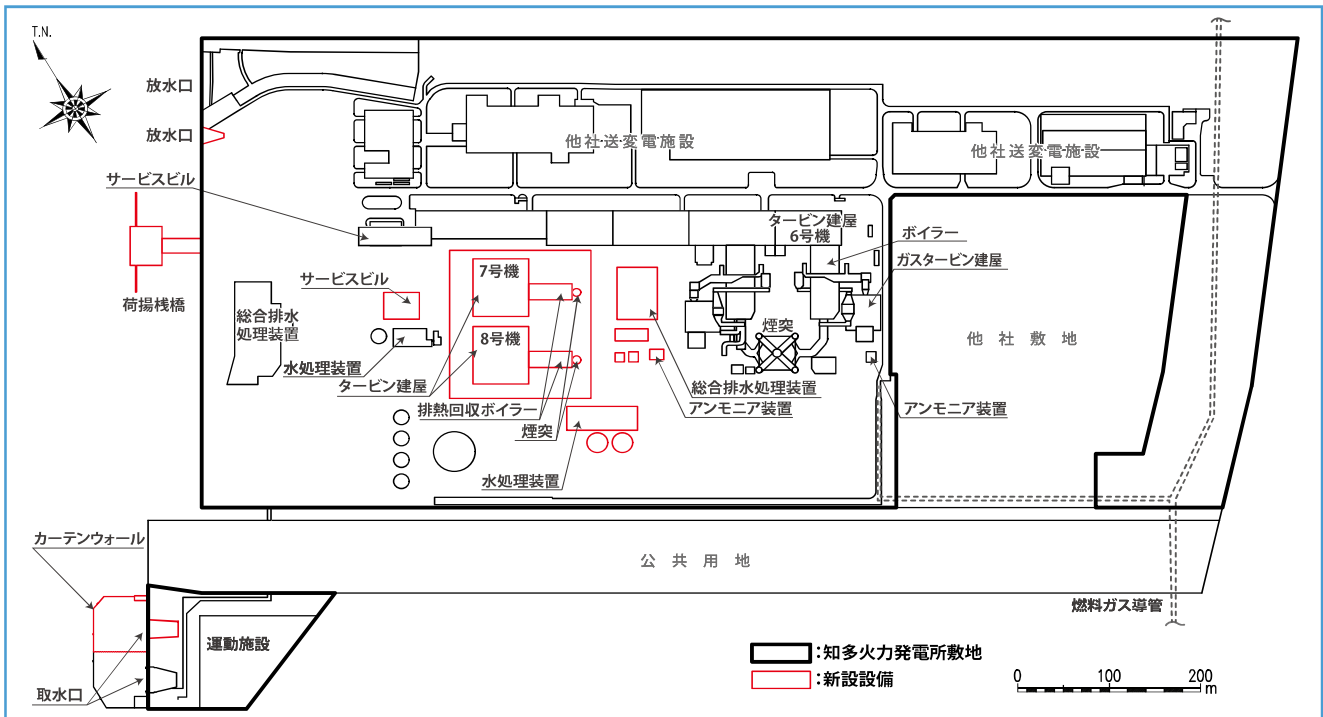 T.N.
放水口
放水口
他社送変電施設
他社送変電施設
サービスビル
タービン建屋
6号機
ボイラー
ガスタービン建屋
荷揚桟橋
サービスビル
7号機
総合排水
処理装置
8号機
煙突
他社敷地
水処理装置
タービン建屋
総合排水処理装置
排熱回収ボイラー
アンモニア装置
アンモニア装置
煙突
水処理装置
カーテンウォール
公共用地
燃料ガス導管
運動施設
取水口
:知多火力発電所敷地
:新設設備
0 100 200
m